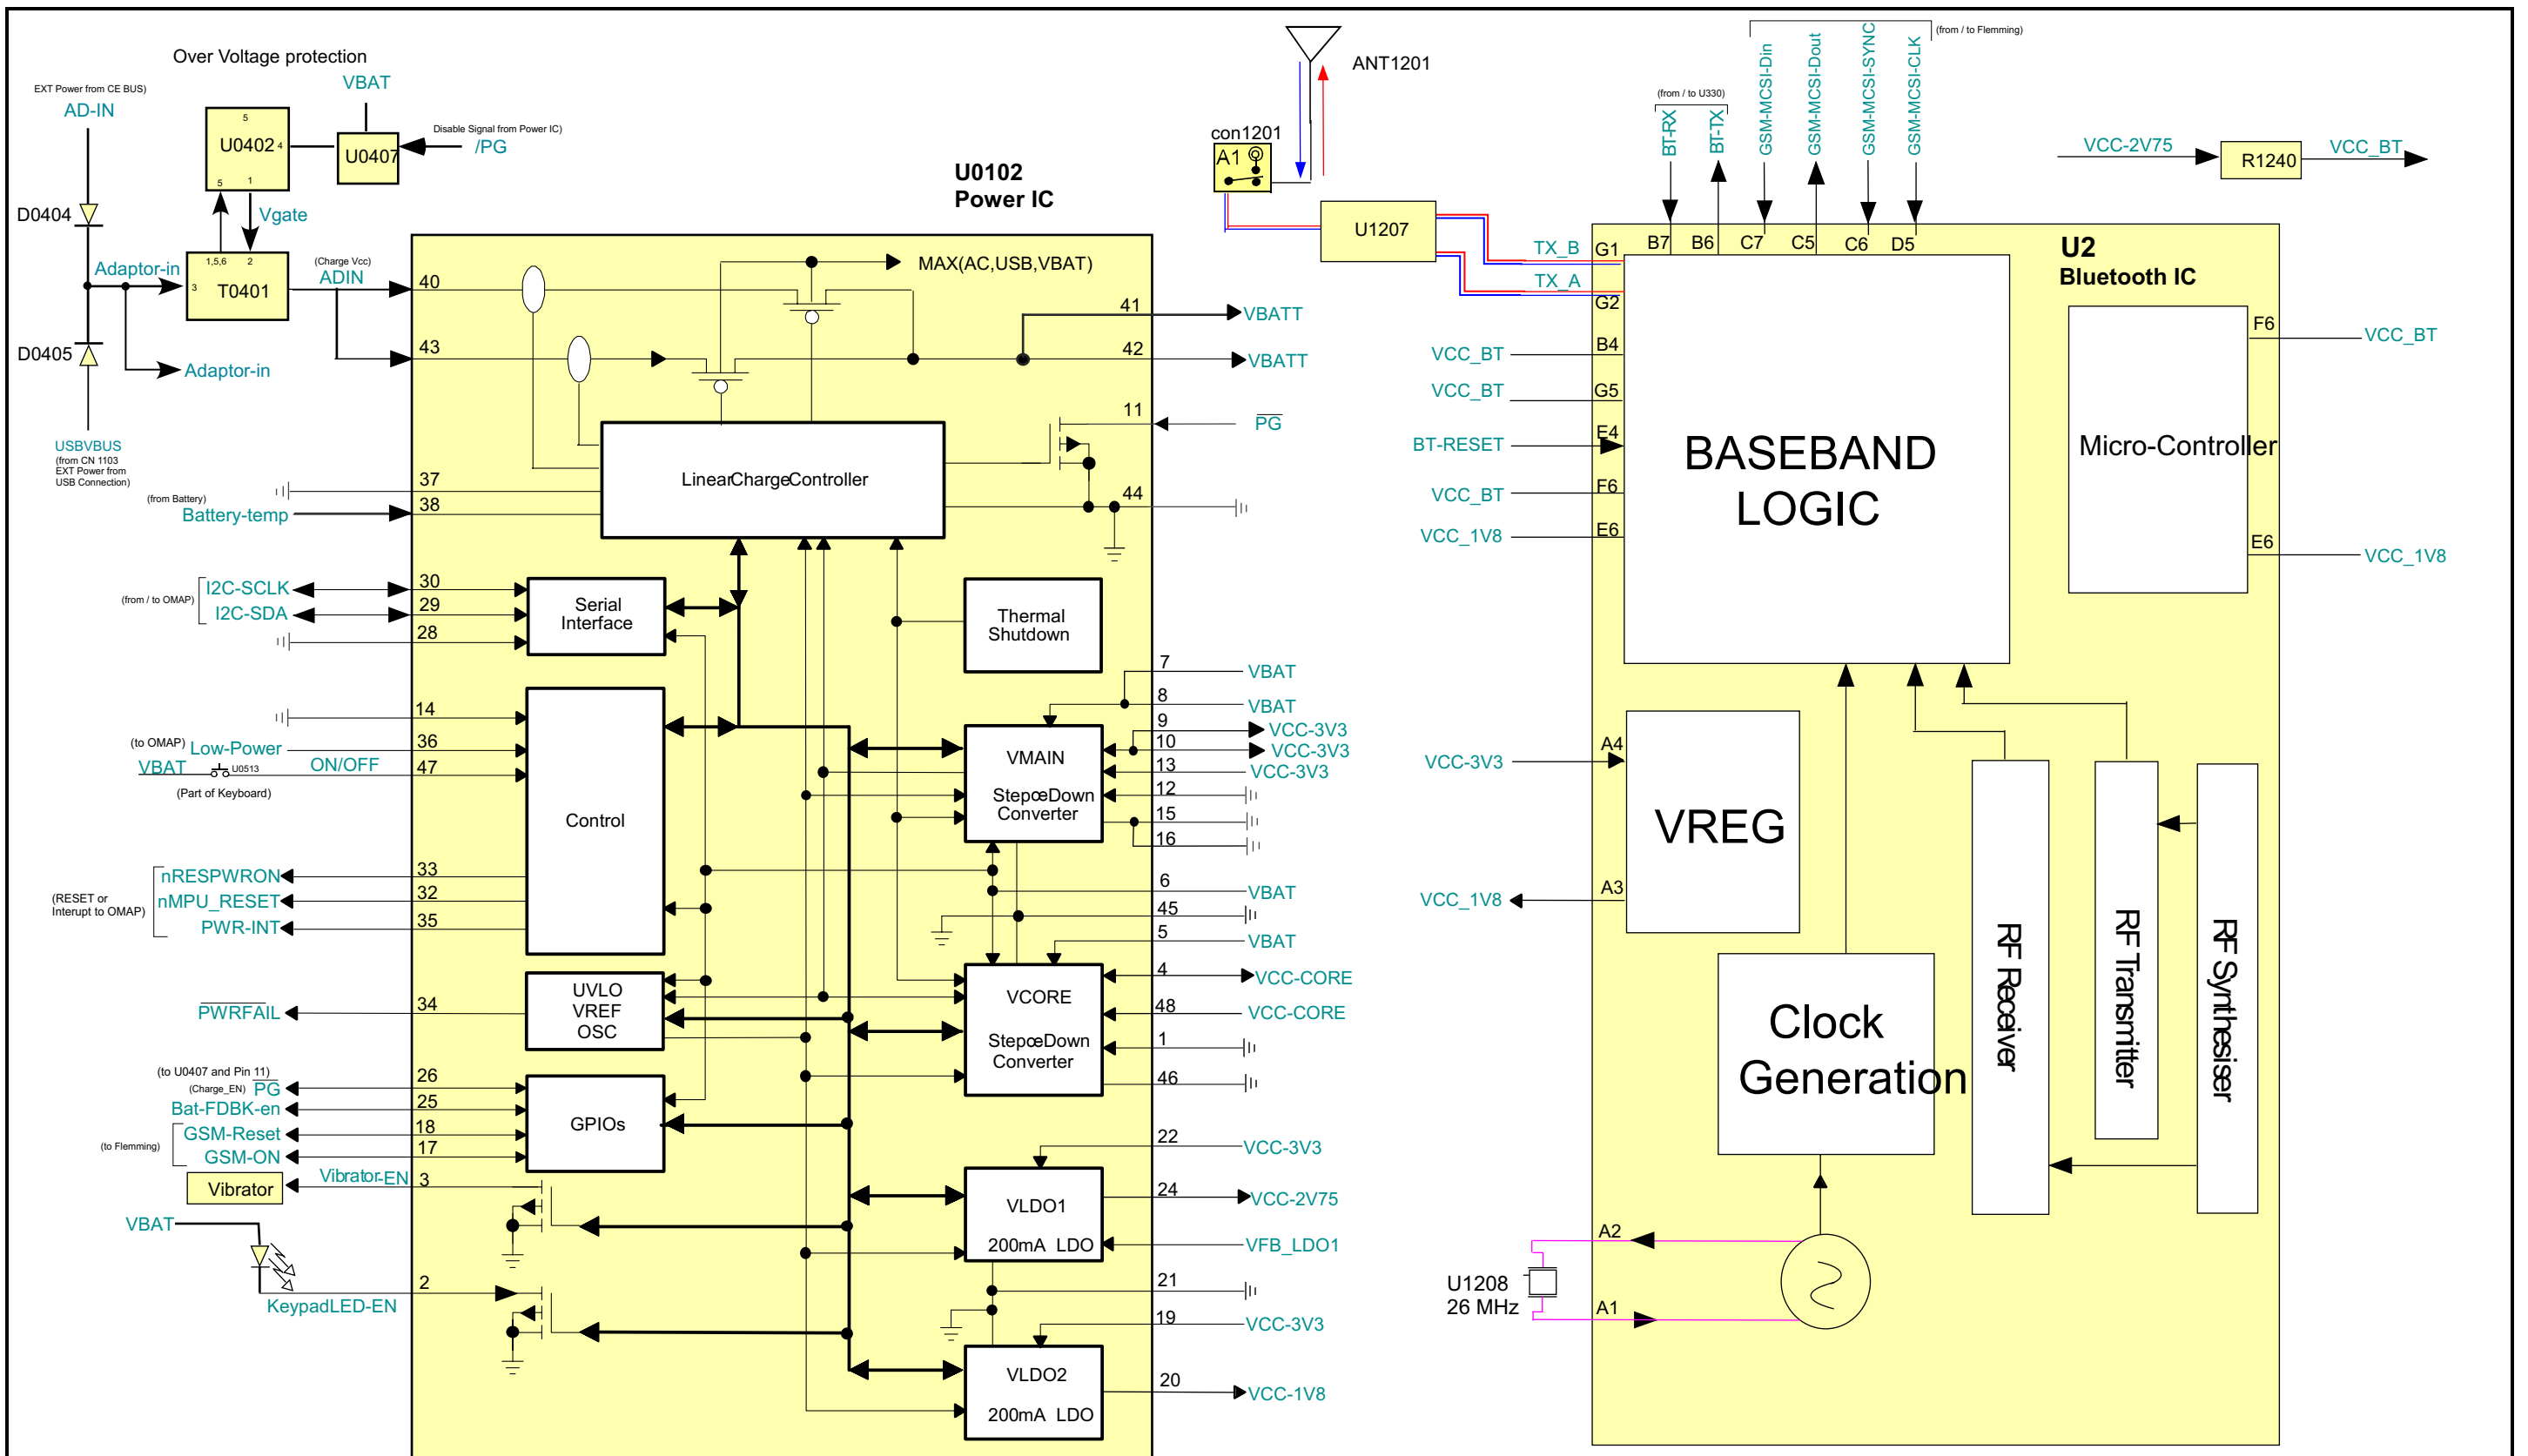 Over Voltage protection
EXT Power from CE BUS)
AD-IN
VBAT
5
U0402
4
5
1
U0407
Disable Signal from Power IC)
/PG
D0404
Vgate
Adaptor-in
1,5,6
2
3
T0401
(Charge Vcc)
ADIN
D0405
Adaptor-in
USBVBUS
(from CN 1103
EXT Power from
USB Connection)
U0102
Power IC
40
MAX(AC,USB,VBAT)
43
41
VBATT
42
VBATT
11
PG
LinearChargeController
37
(from Battery)
Battery-temp
38
44
(from / to OMAP)
I2C-SCLK
30
I2C-SDA
29
28
Serial
Interface
Thermal
Shutdown
14
(to OMAP)
Low-Power
36
VBAT
U0513
ON/OFF
47
(Part of Keyboard)
Control
(RESET or
Interupt to OMAP)
nRESPWRON
33
nMPU_RESET
32
PWR-INT
35
7
VBAT
8
VBAT
9
VCC-3V3
10
VCC-3V3
13
VCC-3V3
12
15
16
VMAIN
StepœDown
Converter
6
VBAT
45
5
VBAT
4
VCC-CORE
48
VCC-CORE
1
46
VCORE
StepœDown
Converter
PWRFAIL
34
UVLO
VREF
OSC
(to U0407 and Pin 11)
(Charge_EN)
PG
26
Bat-FDBK-en
25
(to Flemming)
GSM-Reset
18
GSM-ON
17
GPIOs
Vibrator
Vibrator-EN
3
VBAT
2
KeypadLED-EN
22
VCC-3V3
VLDO1
200mA LDO
24
VCC-2V75
VFB_LDO1
21
19
VCC-3V3
VLDO2
200mA LDO
20
VCC-1V8
ANT1201
con1201
A1
U1207
(from / to U330)
BT-RX
BT-TX
(from / to Flemming)
GSM-MCSI-Din
GSM-MCSI-Dout
GSM-MCSI-SYNC
GSM-MCSI-CLK
VCC-2V75
R1240
VCC_BT
B7
B6
C7
C5
C6
D5
U2
Bluetooth IC
TX_B
G1
TX_A
G2
VCC_BT
B4
VCC_BT
G5
BT-RESET
E4
VCC_BT
F6
VCC_1V8
E6
BASEBAND
LOGIC
Micro-Controller
F6
VCC_BT
E6
VCC_1V8
VCC-3V3
A4
VREG
VCC_1V8
A3
Clock
Generation
RF Receiver
RF Transmitter
RF Synthesiser
A2
U1208
26 MHz
A1